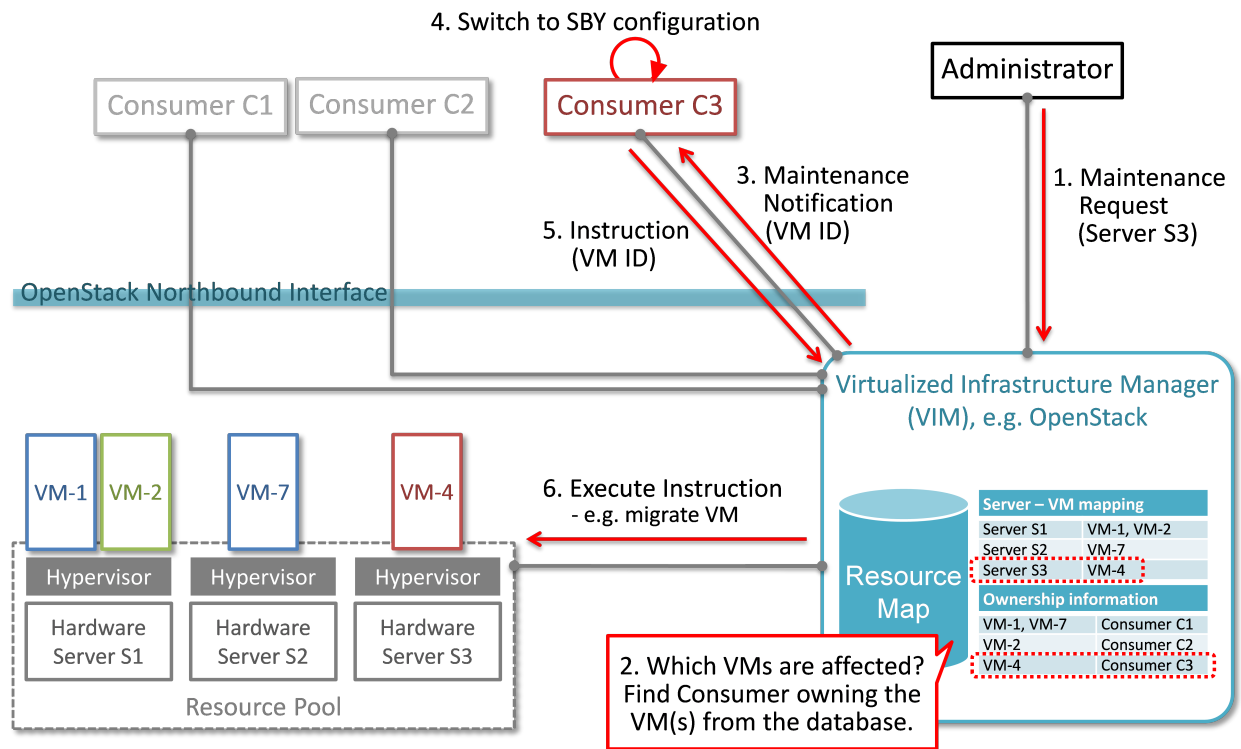 4. Switch to SBY configuration
Consumer C1
Consumer C2
Consumer C3
Administrator
3. Maintenance
Notification
(VM ID)
1. Maintenance
Request
(Server S3)
5. Instruction
(VM ID)
OpenStack Northbound Interface
Virtualized Infrastructure Manager
(VIM), e.g. OpenStack
VM-1
VM-2
VM-7
VM-4
6. Execute Instruction
- e.g. migrate VM
Server – VM mapping
Server S1 VM-1, VM-2
Server S2 VM-7
Server S3 VM-4
Resource
Map
Ownership information
VM-1, VM-7 Consumer C1
VM-2 Consumer C2
VM-4 Consumer C3
Hypervisor
Hypervisor
Hypervisor
Hardware
Server S1
Hardware
Server S2
Hardware
Server S3
Resource Pool
2. Which VMs are affected?
Find Consumer owning the
VM(s) from the database.